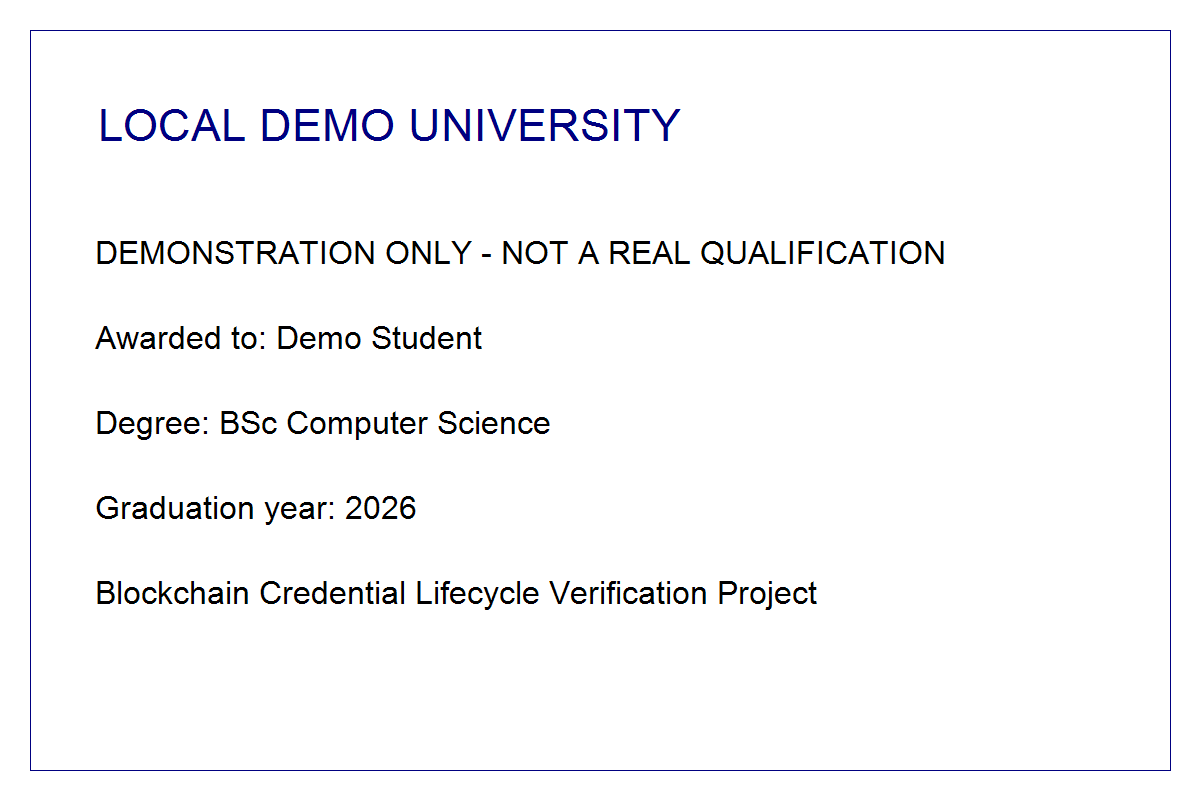 LOCAL DEMO UNIVERSITY
DEMONSTRATION ONLY - NOT A REAL QUALIFICATION
Awarded to: Demo Student
Degree: BSc Computer Science
Graduation year: 2026
Blockchain Credential Lifecycle Verification Project